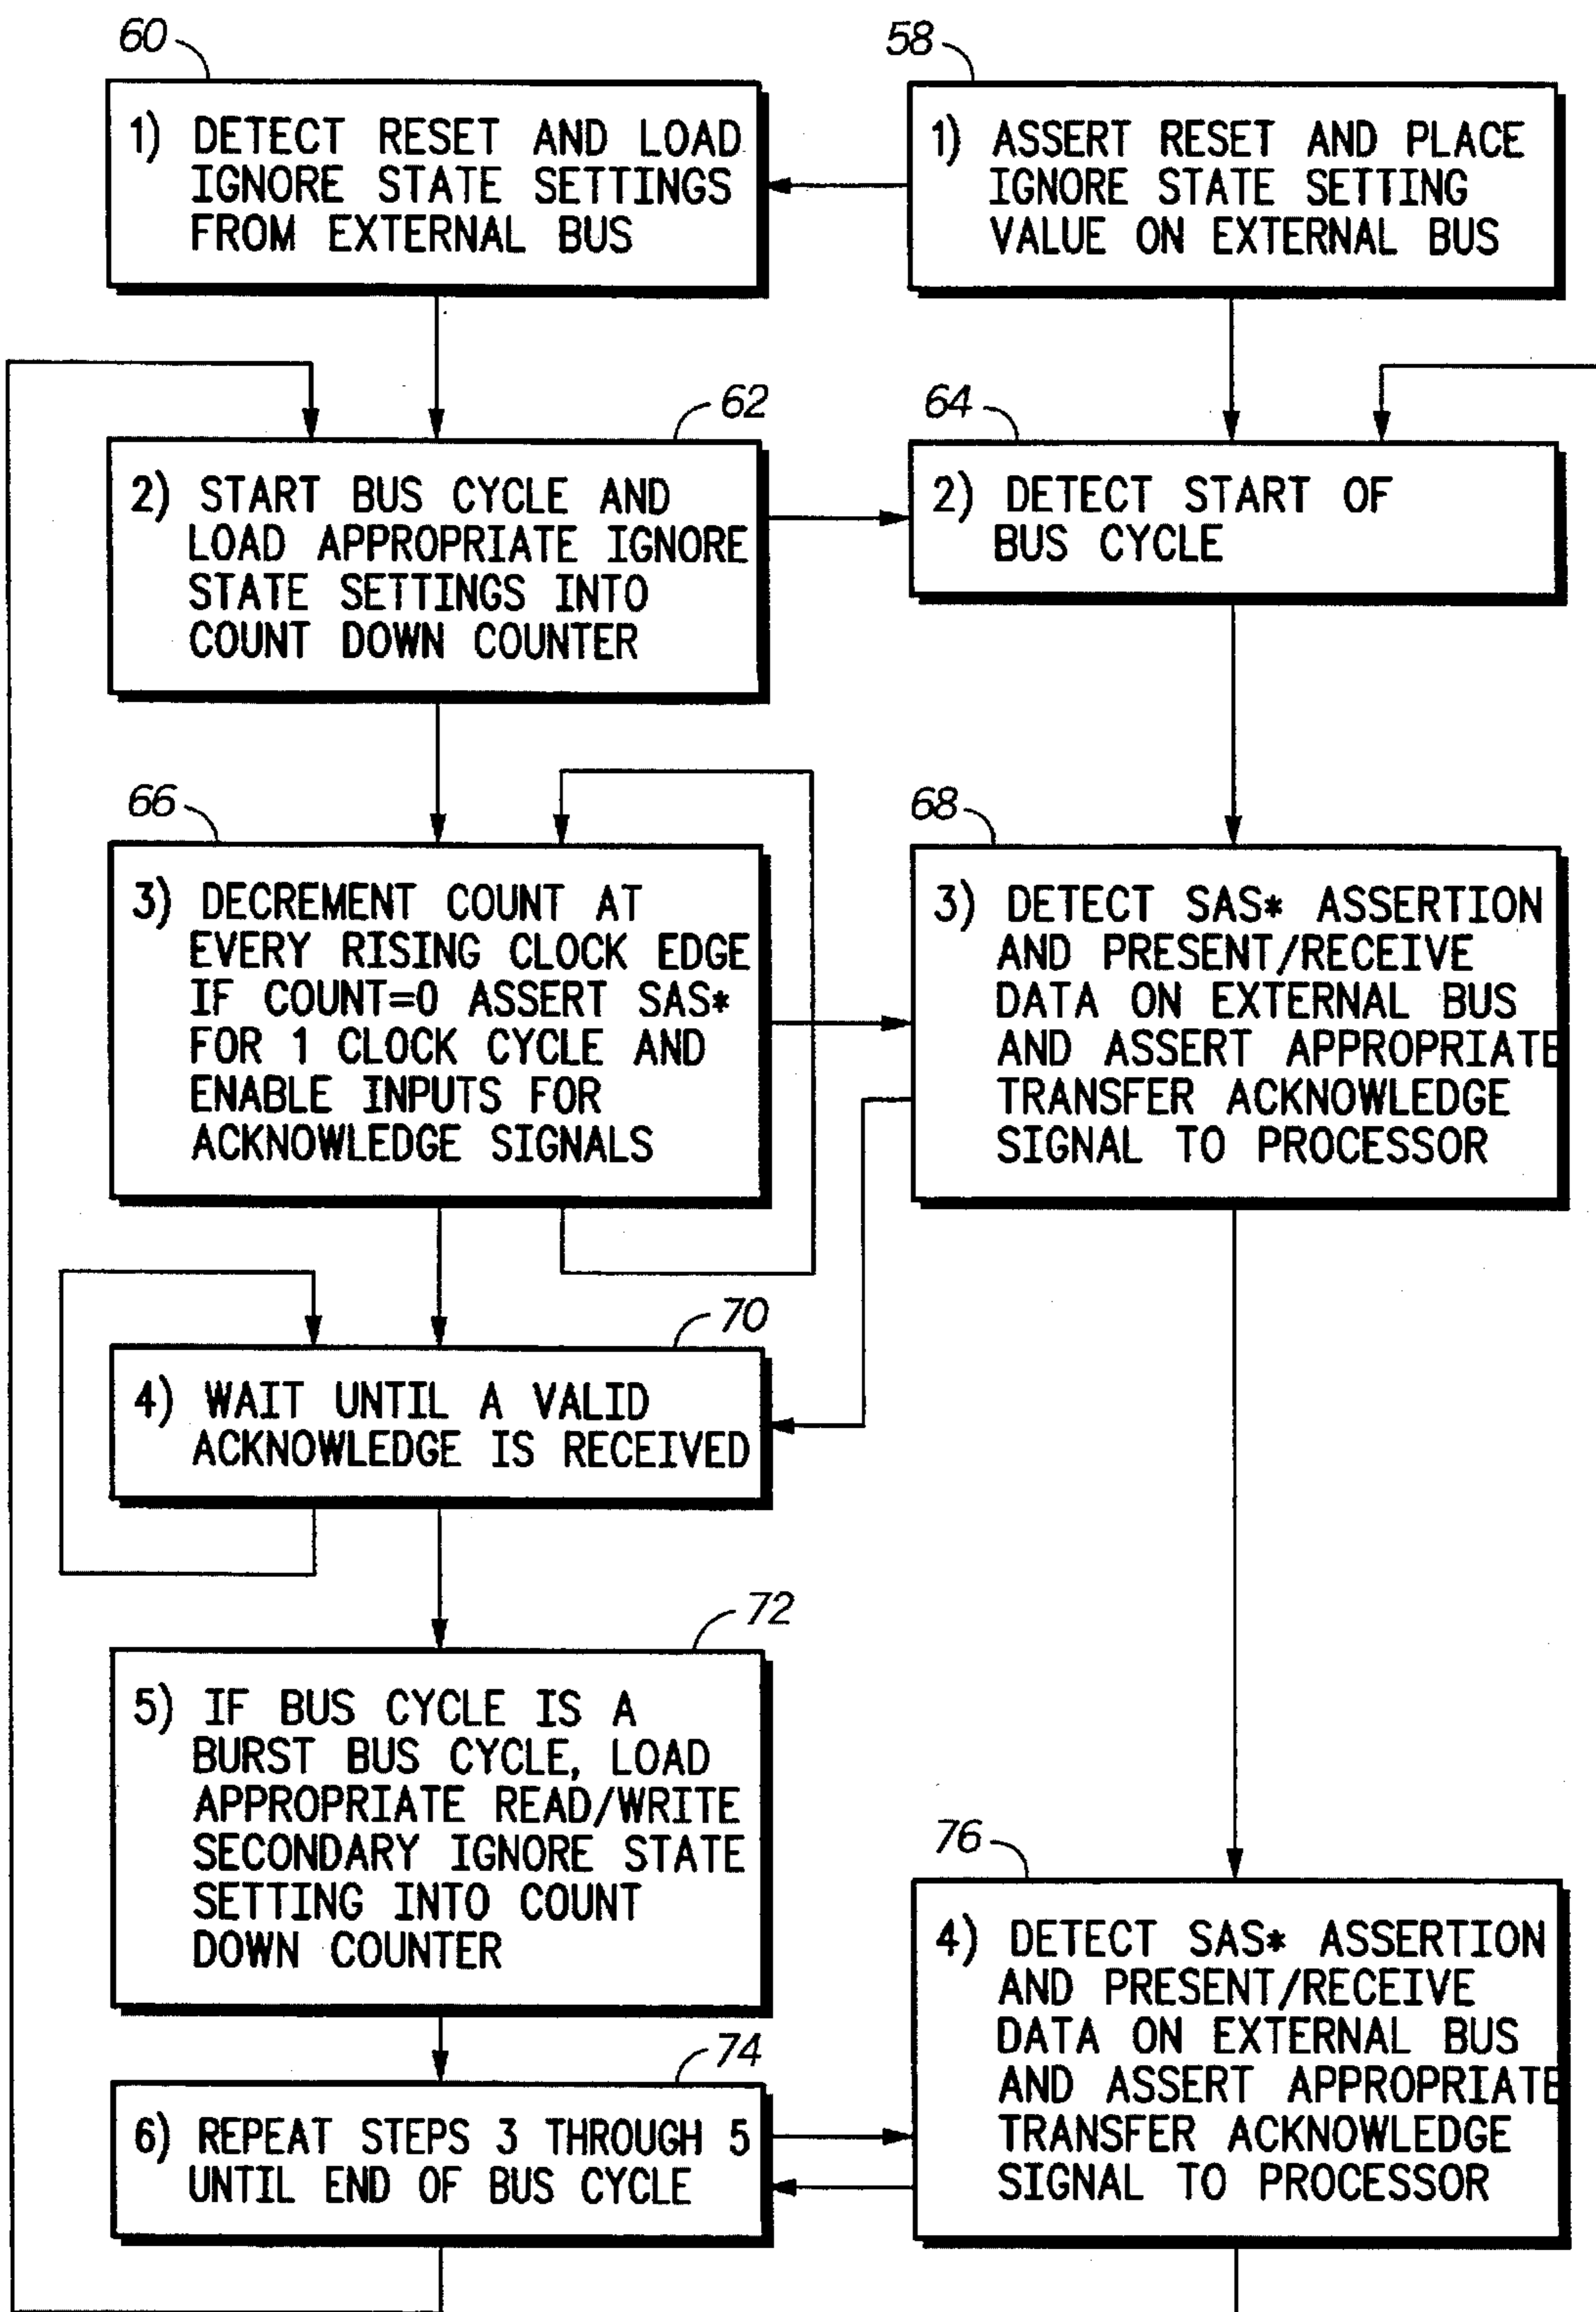 60
1) DETECT RESET AND LOAD
IGNORE STATE SETTINGS
FROM EXTERNAL BUS
58
1) ASSERT RESET AND PLACE
IGNORE STATE SETTING
VALUE ON EXTERNAL BUS
62
2) START BUS CYCLE AND
LOAD APPROPRIATE IGNORE
STATE SETTINGS INTO
COUNT DOWN COUNTER
64
2) DETECT START OF
BUS CYCLE
66
3) DECREMENT COUNT AT
EVERY RISING CLOCK EDGE
IF COUNT=0 ASSERT SAS*
FOR 1 CLOCK CYCLE AND
ENABLE INPUTS FOR
ACKNOWLEDGE SIGNALS
68
3) DETECT SAS* ASSERTION
AND PRESENT/RECEIVE
DATA ON EXTERNAL BUS
AND ASSERT APPROPRIATE
TRANSFER ACKNOWLEDGE
SIGNAL TO PROCESSOR
70
4) WAIT UNTIL A VALID
ACKNOWLEDGE IS RECEIVED
72
5) IF BUS CYCLE IS A
BURST BUS CYCLE, LOAD
APPROPRIATE READ/WRITE
SECONDARY IGNORE STATE
SETTING INTO COUNT
DOWN COUNTER
74
6) REPEAT STEPS 3 THROUGH 5
UNTIL END OF BUS CYCLE
76
4) DETECT SAS* ASSERTION
AND PRESENT/RECEIVE
DATA ON EXTERNAL BUS
AND ASSERT APPROPRIATE
TRANSFER ACKNOWLEDGE
SIGNAL TO PROCESSOR